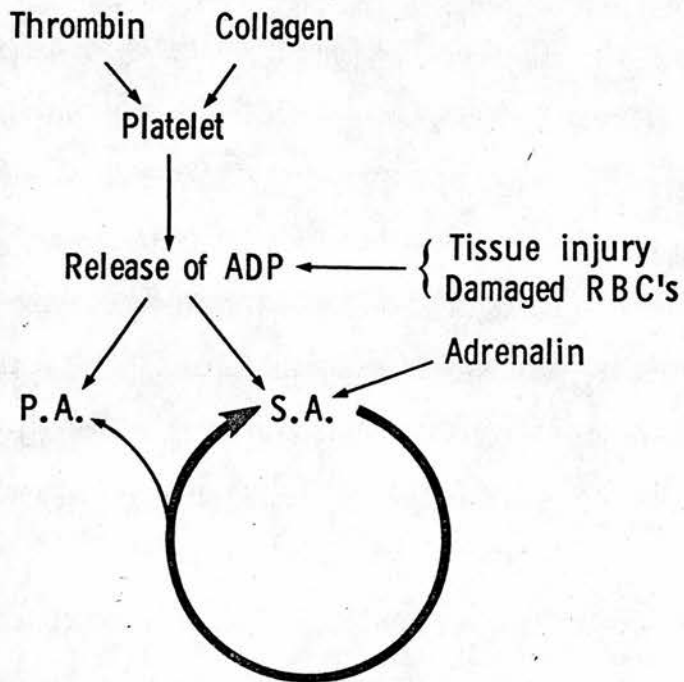 Thrombin Collagen
Platelet
Release of ADP
Tissue injury
Damaged RBC's
Adrenalin
P.A. S.A.